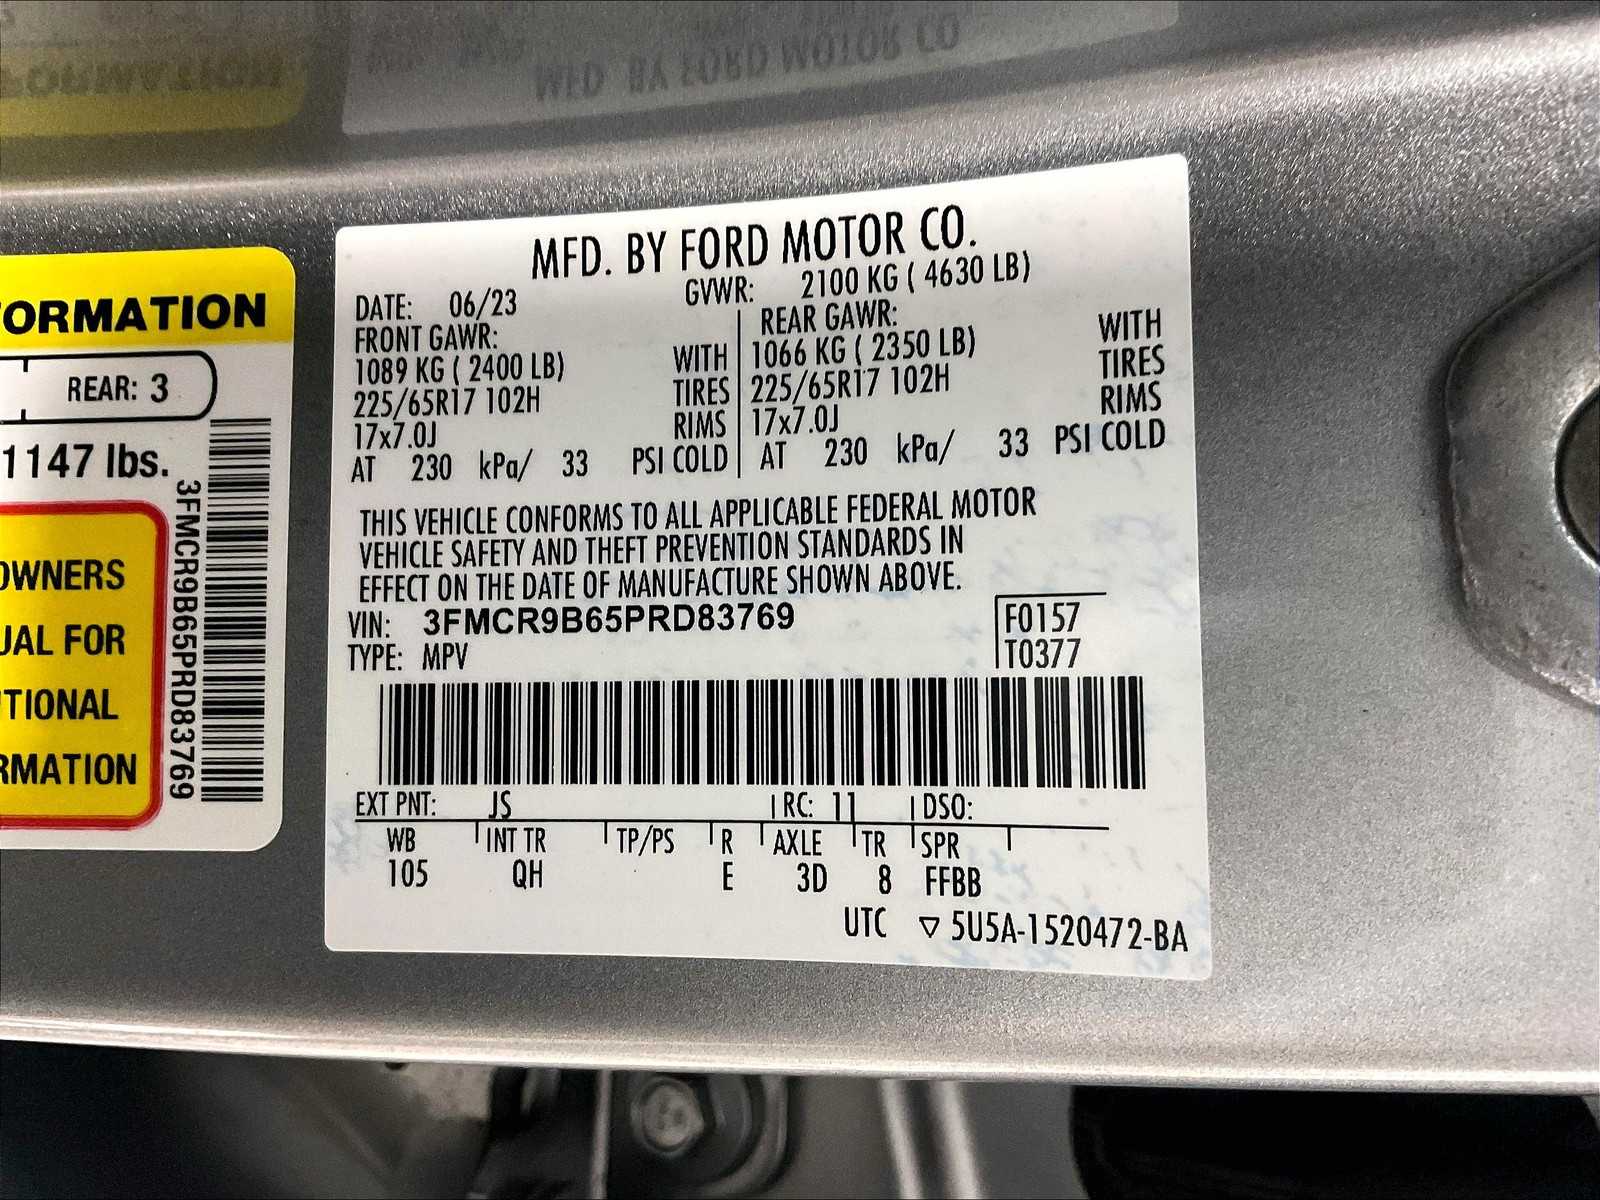 MFD. BY FORD MOTOR CO.
ORMATION
REAR: 3
1147 lbs.
OWNERS
UAL FOR
TIONAL
RMATION
3FMCR9B65PRD83769
MFD. BY FORD MOTOR CO.
DATE: 06/23 GVWR: 2100 KG ( 4630 LB)
FRONT GAWR: REAR GAWR:
1089 KG ( 2400 LB) WITH 1066 KG ( 2350 LB) WITH
225/65R17 102H TIRES 225/65R17 102H TIRES
17x7.0J RIMS 17x7.0J RIMS
AT 230 kPa/ 33 PSI COLD AT 230 kPa/ 33 PSI COLD
THIS VEHICLE CONFORMS TO ALL APPLICABLE FEDERAL MOTOR
VEHICLE SAFETY AND THEFT PREVENTION STANDARDS IN
EFFECT ON THE DATE OF MANUFACTURE SHOWN ABOVE.
VIN: 3FMCR9B65PRD83769 F0157
TYPE: MPV T0377
EXT PNT: JS RC: 11 DSO:
WB INT TR TP/PS R AXLE TR SPR
105 QH E 3D 8 FFBB
UTC ▽ 5U5A-1520472-BA